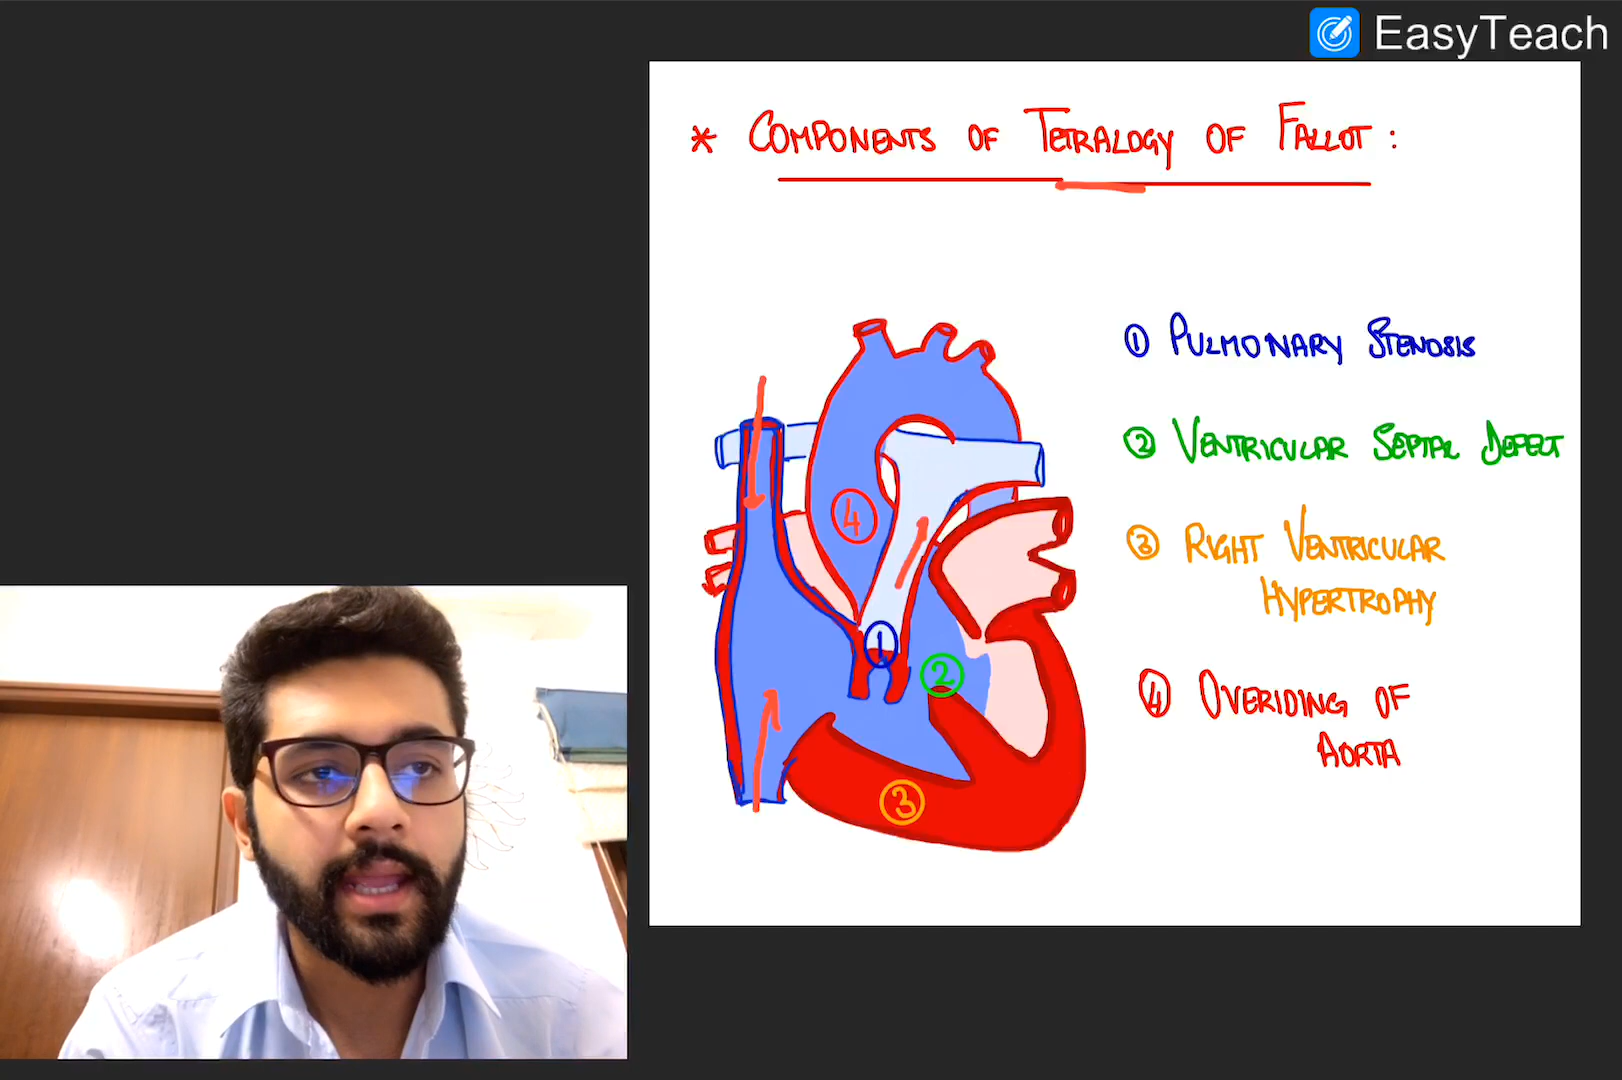 EasyTeach
* COMPONENTS OF TETRALOGY OF FALLOT :
① PULMONARY STENOSIS
② VENTRICULAR SEPTAL DEFECT
③ RIGHT VENTRICULAR
HYPERTROPHY
④ OVERIDING OF
AORTA
④
①
②
③